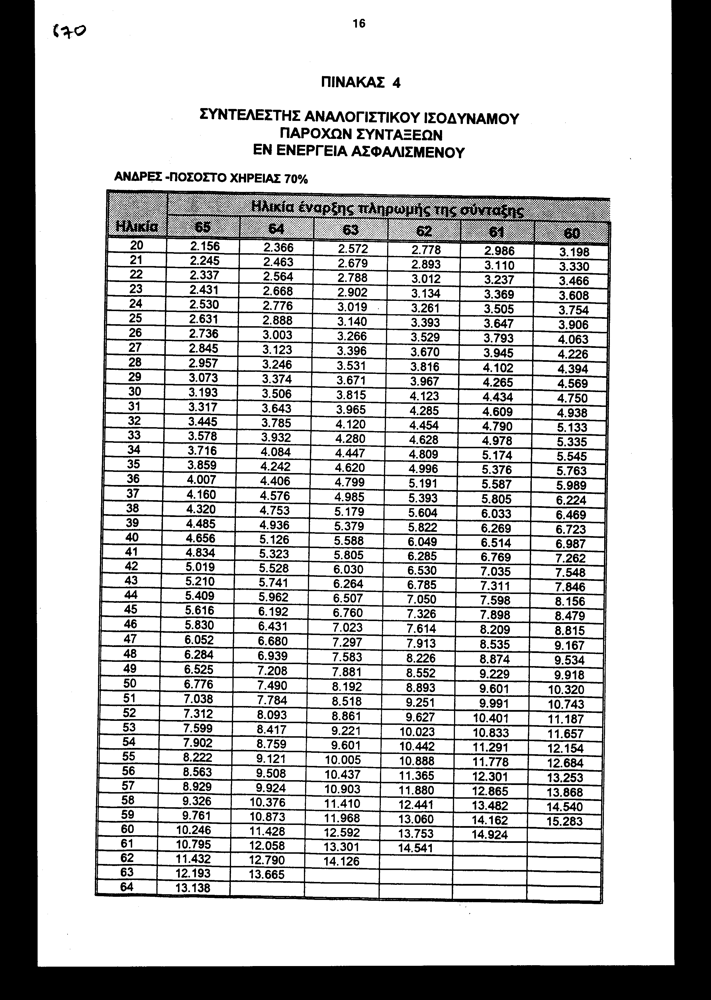 670
16
ΠΙΝΑΚΑΣ 4
ΣΥΝΤΕΛΕΣΤΗΣ ΑΝΑΛΟΓΙΣΤΙΚΟΥ ΙΣΟΔΥΝΑΜΟΥ
ΠΑΡΟΧΩΝ ΣΥΝΤΑΞΕΩΝ
ΕΝ ΕΝΕΡΓΕΙΑ ΑΣΦΑΛΙΣΜΕΝΟΥ
ΑΝΔΡΕΣ -ΠΟΣΟΣΤΟ ΧΗΡΕΙΑΣ 70%
Ηλικία έναρξης πληρωμής της σύνταξης
Ηλικία 65 64 63 62 61 60
20 2.156 2.366 2.572 2.778 2.986 3.198
21 2.245 2.463 2.679 2.893 3.110 3.330
22 2.337 2.564 2.788 3.012 3.237 3.466
23 2.431 2.668 2.902 3.134 3.369 3.608
24 2.530 2.776 3.019 3.261 3.505 3.754
25 2.631 2.888 3.140 3.393 3.647 3.906
26 2.736 3.003 3.266 3.529 3.793 4.063
27 2.845 3.123 3.396 3.670 3.945 4.226
28 2.957 3.246 3.531 3.816 4.102 4.394
29 3.073 3.374 3.671 3.967 4.265 4.569
30 3.193 3.506 3.815 4.123 4.434 4.750
31 3.317 3.643 3.965 4.285 4.609 4.938
32 3.445 3.785 4.120 4.454 4.790 5.133
33 3.578 3.932 4.280 4.628 4.978 5.335
34 3.716 4.084 4.447 4.809 5.174 5.545
35 3.859 4.242 4.620 4.996 5.376 5.763
36 4.007 4.406 4.799 5.191 5.587 5.989
37 4.160 4.576 4.985 5.393 5.805 6.224
38 4.320 4.753 5.179 5.604 6.033 6.469
39 4.485 4.936 5.379 5.822 6.269 6.723
40 4.656 5.126 5.588 6.049 6.514 6.987
41 4.834 5.323 5.805 6.285 6.769 7.262
42 5.019 5.528 6.030 6.530 7.035 7.548
43 5.210 5.741 6.264 6.785 7.311 7.846
44 5.409 5.962 6.507 7.050 7.598 8.156
45 5.616 6.192 6.760 7.326 7.898 8.479
46 5.830 6.431 7.023 7.614 8.209 8.815
47 6.052 6.680 7.297 7.913 8.535 9.167
48 6.284 6.939 7.583 8.226 8.874 9.534
49 6.525 7.208 7.881 8.552 9.229 9.918
50 6.776 7.490 8.192 8.893 9.601 10.320
51 7.038 7.784 8.518 9.251 9.991 10.743
52 7.312 8.093 8.861 9.627 10.401 11.187
53 7.599 8.417 9.221 10.023 10.833 11.657
54 7.902 8.759 9.601 10.442 11.291 12.154
55 8.222 9.121 10.005 10.888 11.778 12.684
56 8.563 9.508 10.437 11.365 12.301 13.253
57 8.929 9.924 10.903 11.880 12.865 13.868
58 9.326 10.376 11.410 12.441 13.482 14.540
59 9.761 10.873 11.968 13.060 14.162 15.283
60 10.246 11.428 12.592 13.753 14.924
61 10.795 12.058 13.301 14.541
62 11.432 12.790 14.126
63 12.193 13.665
64 13.138